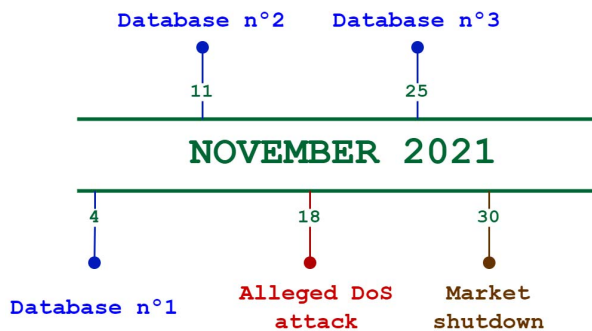 Database n°2 Database n°3
11 25
NOVEMBER 2021
4 18 30
Database n°1 Alleged DoS attack Market shutdown